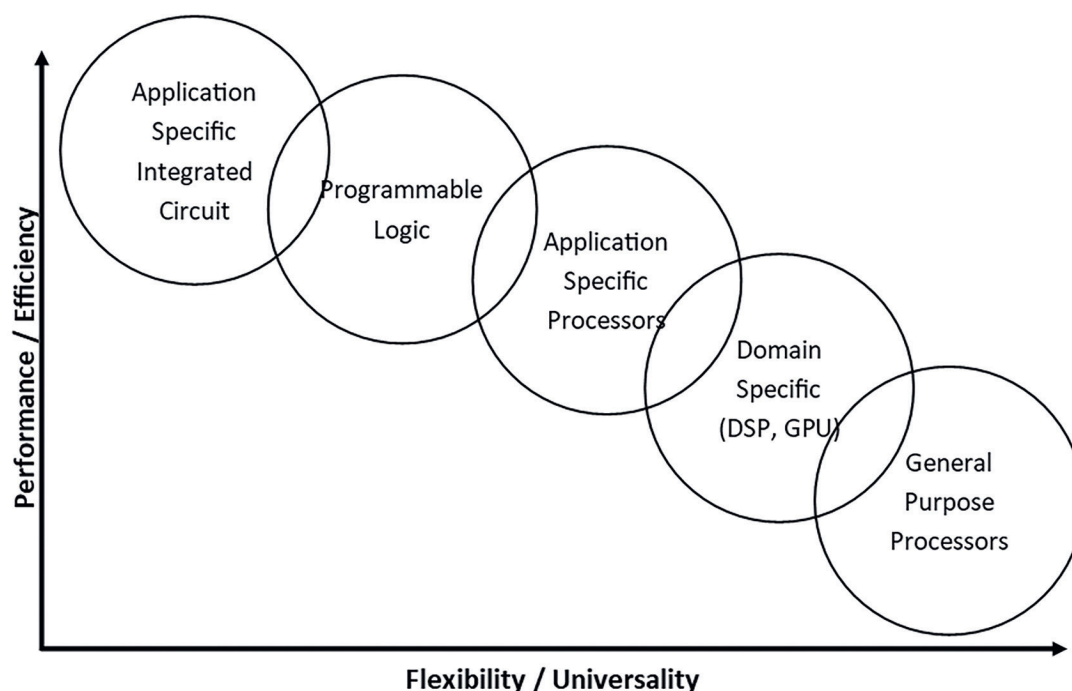 Application
Specific
Integrated
Circuit
Programmable
Logic
Application
Specific
Processors
Domain
Specific
(DSP, GPU)
General
Purpose
Processors
Performance / Efficiency
Flexibility / Universality